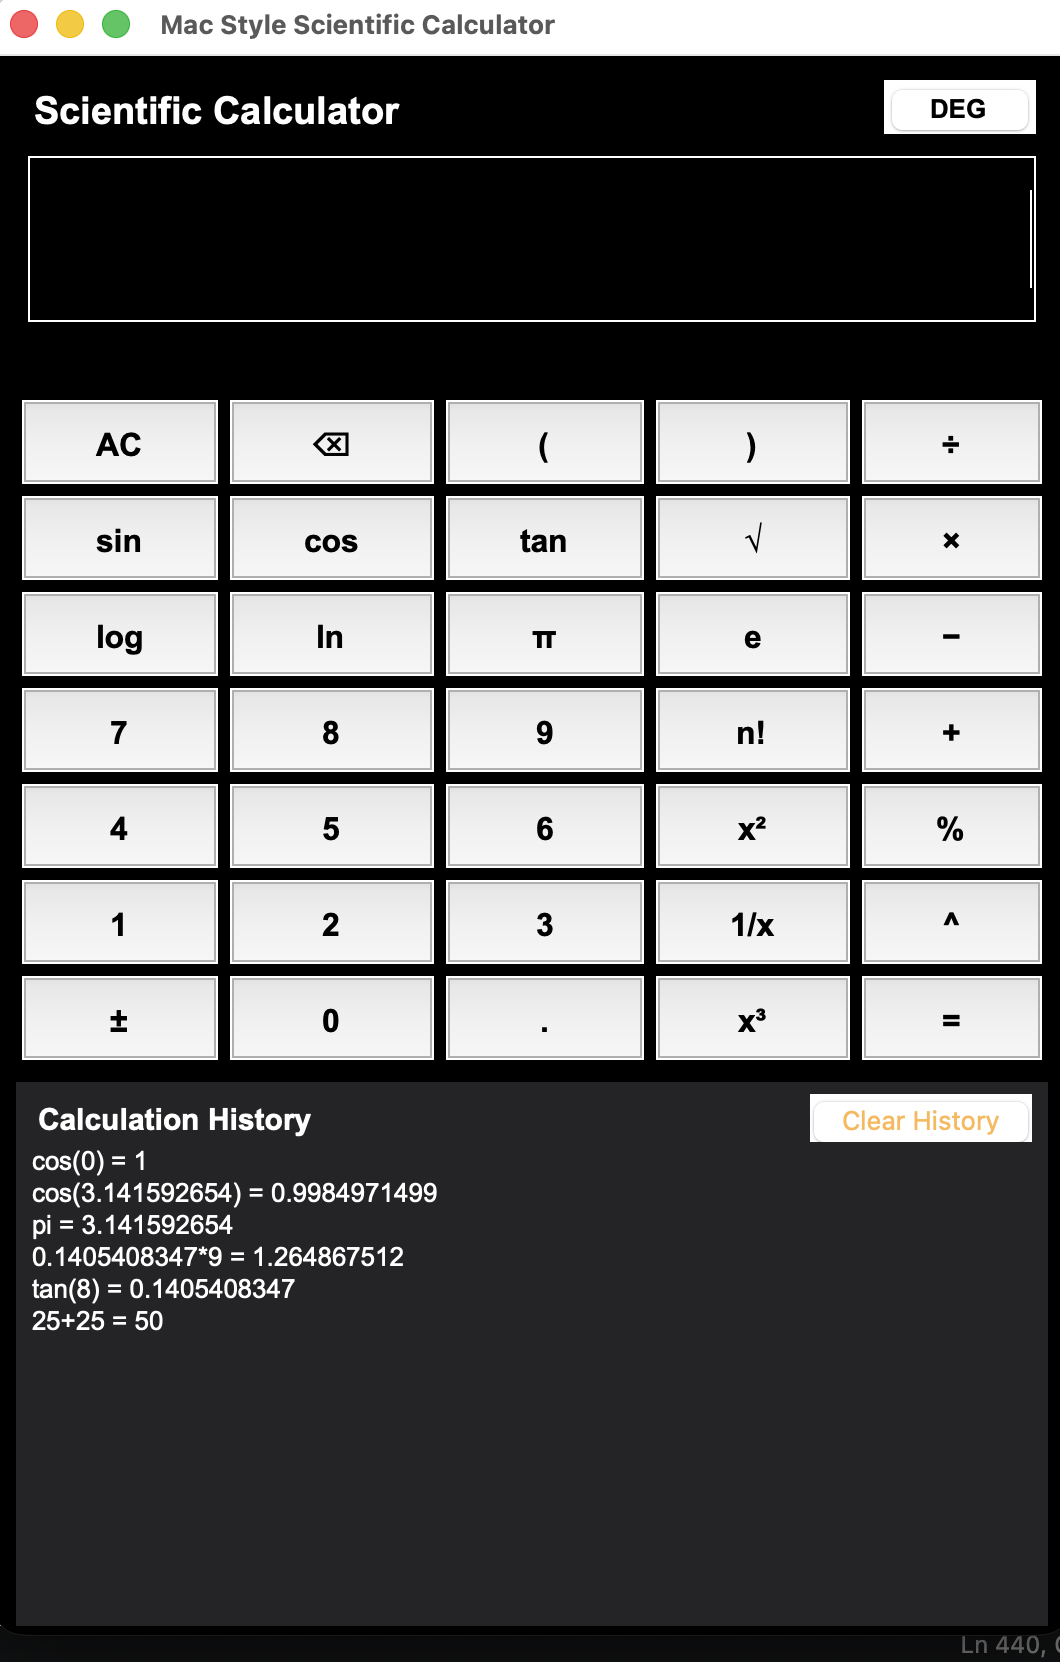 Mac Style Scientific Calculator
Scientific Calculator DEG
AC ⌫ ( ) ÷
sin cos tan √ ×
log ln π e −
7 8 9 n! +
4 5 6 x² %
1 2 3 1/x ^
± 0 . x³ =
Calculation History Clear History
cos(0) = 1
cos(3.141592654) = 0.9984971499
pi = 3.141592654
0.1405408347*9 = 1.264867512
tan(8) = 0.1405408347
25+25 = 50
Ln 440,